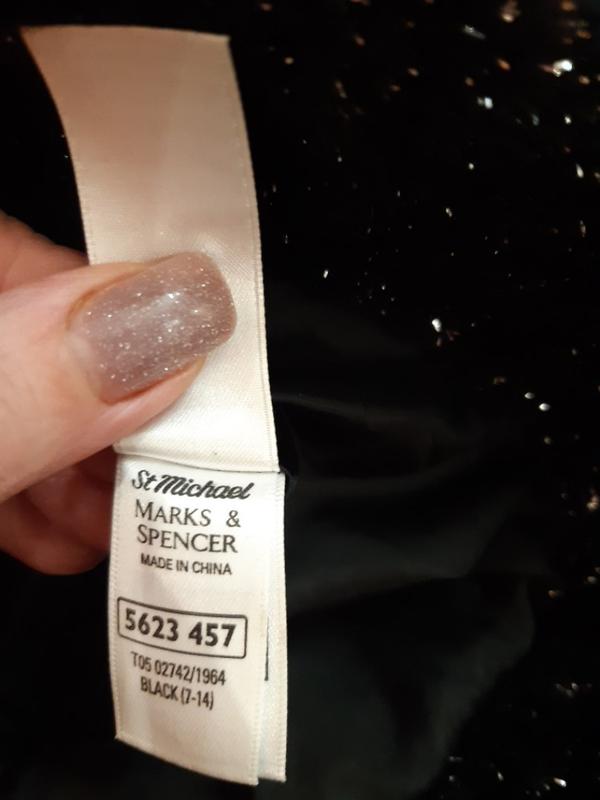 St Michael
MARKS &
SPENCER
MADE IN CHINA
5623 457
T05 02742/1964
BLACK (7-14)